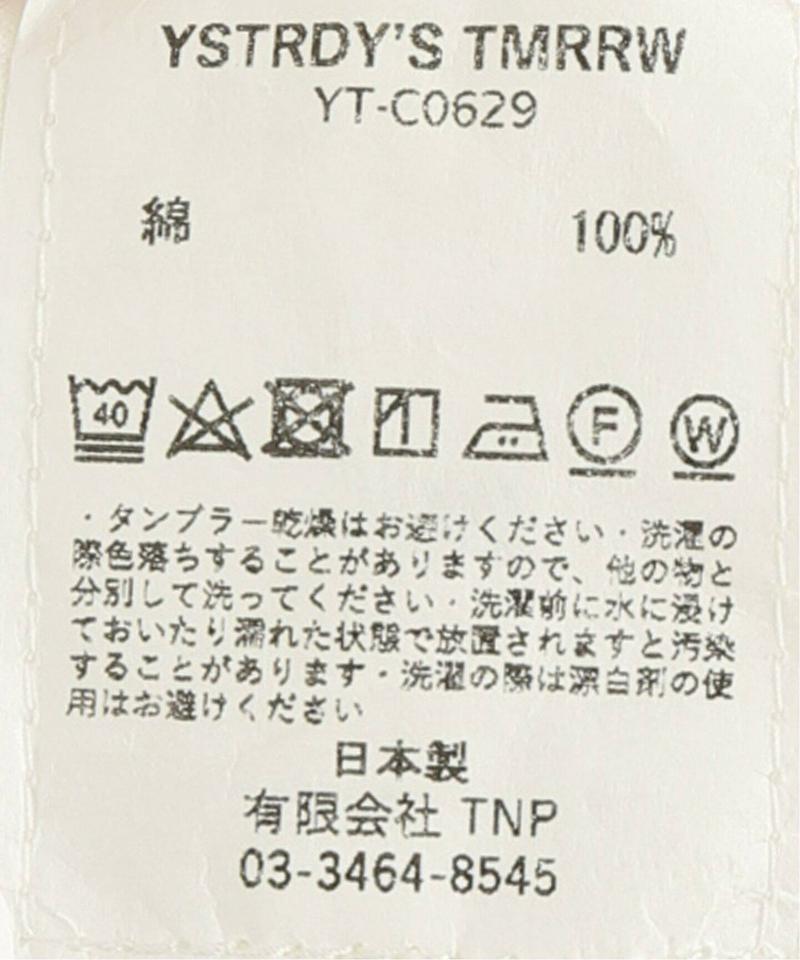 YSTRDY'S TMRRW
YT-C0629
綿 100%
40 F W
・タンブラー乾燥はお避けください・洗濯の
際色落ちすることがありますので、他の物と
分別して洗ってください・洗濯前に水に浸け
ておいたり濡れた状態で放置されますと汚染
することがあります・洗濯の際は漂白剤の使
用はお避けください
日本製
有限会社 TNP
03-3464-8545